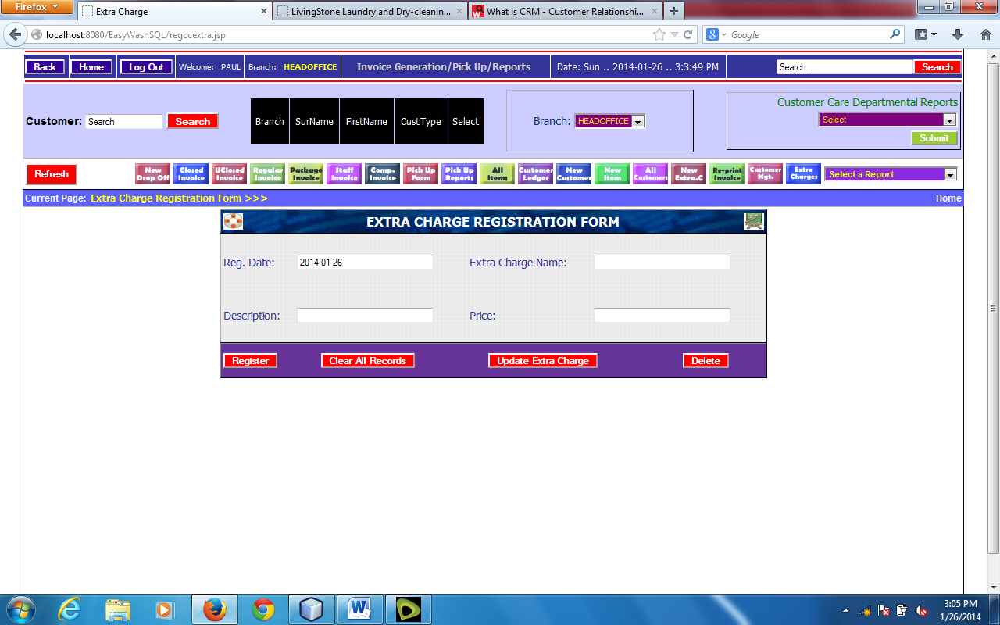 Firefox
Extra Charge
LivingStone Laundry and Dry-cleanin...
What is CRM - Customer Relationshi...
localhost:8080/EasyWashSQL/regccextra.jsp
Google
Back
Home
Log Out
Welcome: PAUL
Branch: HEADOFFICE
Invoice Generation/Pick Up/Reports
Date: Sun .. 2014-01-26 .. 3:3:49 PM
Search...
Search
Customer:
Search
Search
Branch
SurName
FirstName
CustType
Select
Branch:
HEADOFFICE
Customer Care Departmental Reports
Select
Submit
Refresh
New Drop Off
Closed Invoice
UClosed Invoice
Regular Invoice
Package Invoice
Staff Invoice
Comp. Invoice
Pick Up Form
Pick Up Reports
All Items
Customer Ledger
New Customer
New Item
All Customers
New Extra.C
Re-print Invoice
Customer Mgt.
Extra Charges
Select a Report
Current Page: Extra Charge Registration Form >>>
Home
EXTRA CHARGE REGISTRATION FORM
Reg. Date:
2014-01-26
Extra Charge Name:
Description:
Price:
Register
Clear All Records
Update Extra Charge
Delete
3:05 PM
1/26/2014